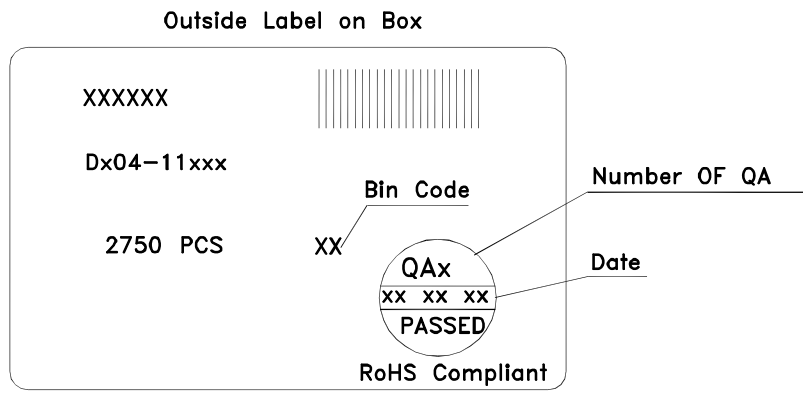 Outside Label on Box
XXXXXX
Dx04-11xxx
Number OF QA
Bin Code
2750 PCS
XX
QAx
Date
xx xx xx
PASSED
RoHS Compliant